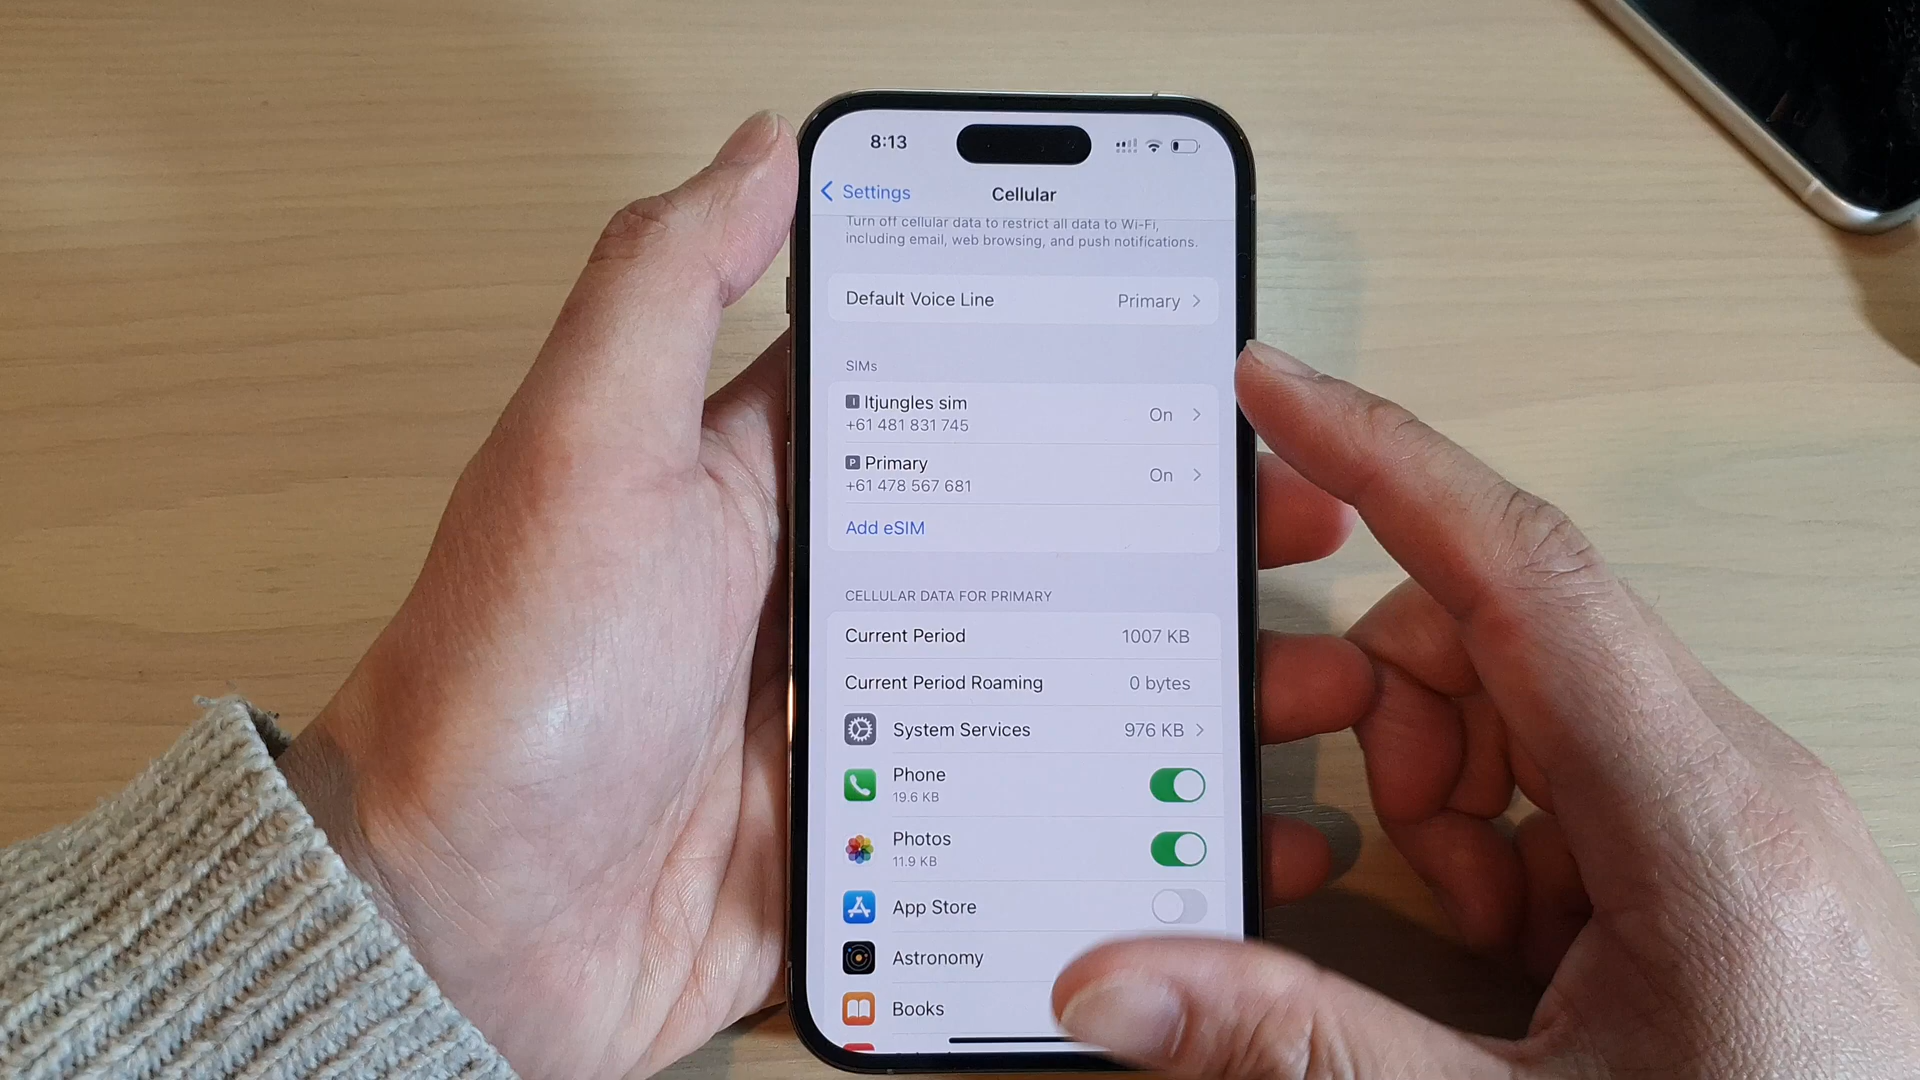 8:13
Settings
Cellular
Turn off cellular data to restrict all data to Wi-Fi,
including email, web browsing, and push notifications.
Default Voice Line Primary
SIMs
I Itjungles sim
+61 481 831 745
On
P Primary
+61 478 567 681
On
Add eSIM
CELLULAR DATA FOR PRIMARY
Current Period 1007 KB
Current Period Roaming 0 bytes
System Services 976 KB
Phone
19.6 KB
Photos
11.9 KB
App Store
Astronomy
Books